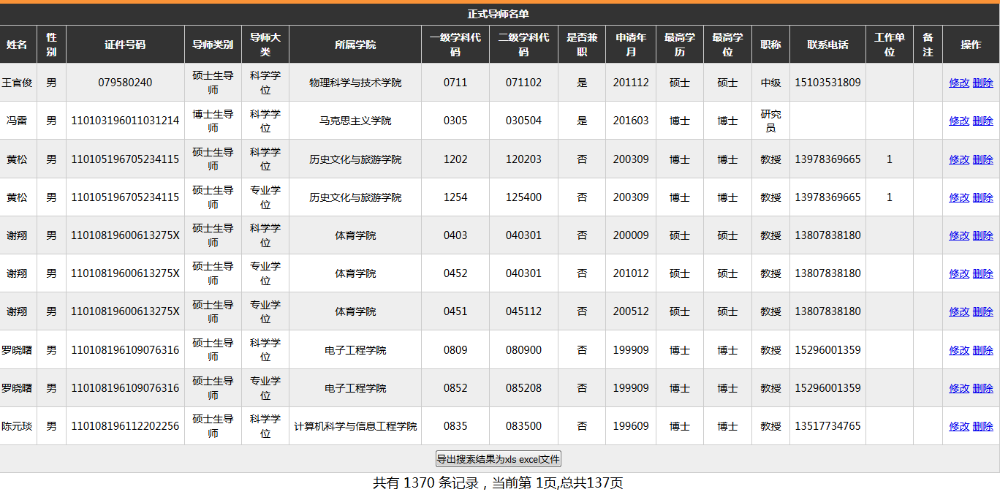 正式导师名单
姓名 性别 证件号码 导师类别 导师大类 所属学院 一级学科代码 二级学科代码 是否兼职 申请年月 最高学历 最高学位 职称 联系电话 工作单位 备注 操作
王官俊 男 079580240 硕士生导师 科学学位 物理科学与技术学院 0711 071102 是 201112 硕士 硕士 中级 15103531809 修改 删除
冯雷 男 110103196011031214 博士生导师 科学学位 马克思主义学院 0305 030504 是 201603 博士 博士 研究员 修改 删除
黄松 男 110105196705234115 硕士生导师 科学学位 历史文化与旅游学院 1202 120203 否 200309 博士 博士 教授 13978369665 1 修改 删除
黄松 男 110105196705234115 硕士生导师 专业学位 历史文化与旅游学院 1254 125400 否 200309 博士 博士 教授 13978369665 1 修改 删除
谢翔 男 11010819600613275X 硕士生导师 科学学位 体育学院 0403 040301 否 200009 硕士 硕士 教授 13807838180 修改 删除
谢翔 男 11010819600613275X 硕士生导师 专业学位 体育学院 0452 040301 否 201012 硕士 硕士 教授 13807838180 修改 删除
谢翔 男 11010819600613275X 硕士生导师 专业学位 体育学院 0451 045112 否 200512 硕士 硕士 教授 13807838180 修改 删除
罗晓曙 男 110108196109076316 硕士生导师 科学学位 电子工程学院 0809 080900 否 199909 博士 博士 教授 15296001359 修改 删除
罗晓曙 男 110108196109076316 硕士生导师 专业学位 电子工程学院 0852 085208 否 199909 博士 博士 教授 15296001359 修改 删除
陈元琰 男 110108196112202256 硕士生导师 科学学位 计算机科学与信息工程学院 0835 083500 否 199609 博士 博士 教授 13517734765 修改 删除
导出搜索结果为xls excel文件
共有 1370 条记录，当前第 1页,总共137页